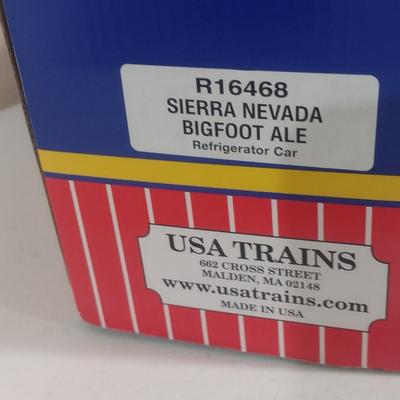 R16468
SIERRA NEVADA
BIGFOOT ALE
Refrigerator Car
USA TRAINS
662 CROSS STREET
MALDEN, MA 02148
www.usatrains.com
MADE IN USA